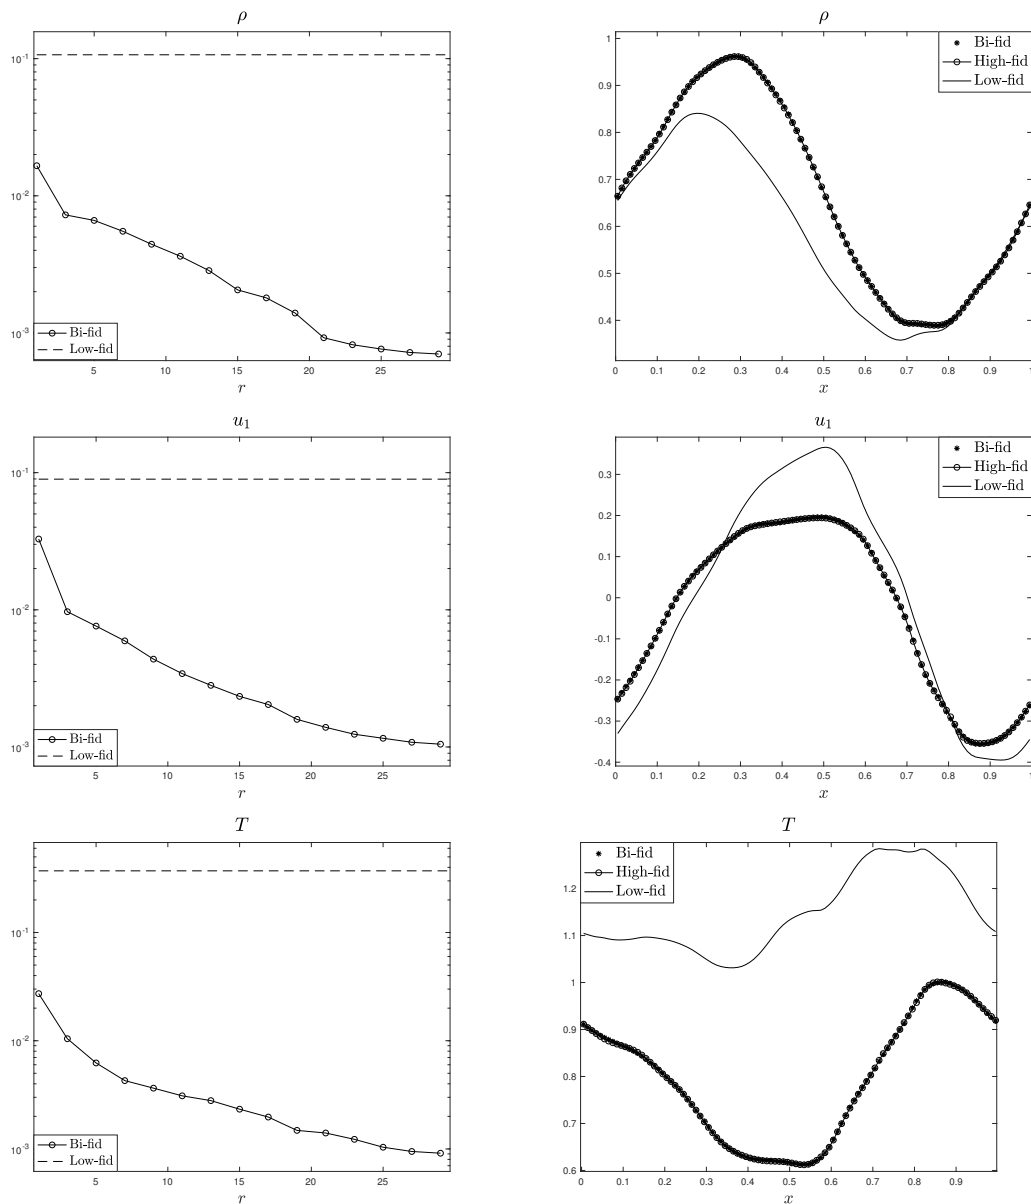 ρ
10⁻¹
10⁻²
10⁻³
Bi-fid
Low-fid
5 10 15 20 25
r
ρ
1
0.9
0.8
0.7
0.6
0.5
0.4
Bi-fid
High-fid
Low-fid
0 0.1 0.2 0.3 0.4 0.5 0.6 0.7 0.8 0.9 1
x
u₁
10⁻¹
10⁻²
10⁻³
Bi-fid
Low-fid
5 10 15 20 25
r
u₁
0.3
0.2
0.1
0
-0.1
-0.2
-0.3
-0.4
Bi-fid
High-fid
Low-fid
0 0.1 0.2 0.3 0.4 0.5 0.6 0.7 0.8 0.9 1
x
T
10⁻¹
10⁻²
10⁻³
Bi-fid
Low-fid
5 10 15 20 25
r
T
Bi-fid
High-fid
Low-fid
1.2
1.1
1
0.9
0.8
0.7
0.6
0 0.1 0.2 0.3 0.4 0.5 0.6 0.7 0.8 0.9
x